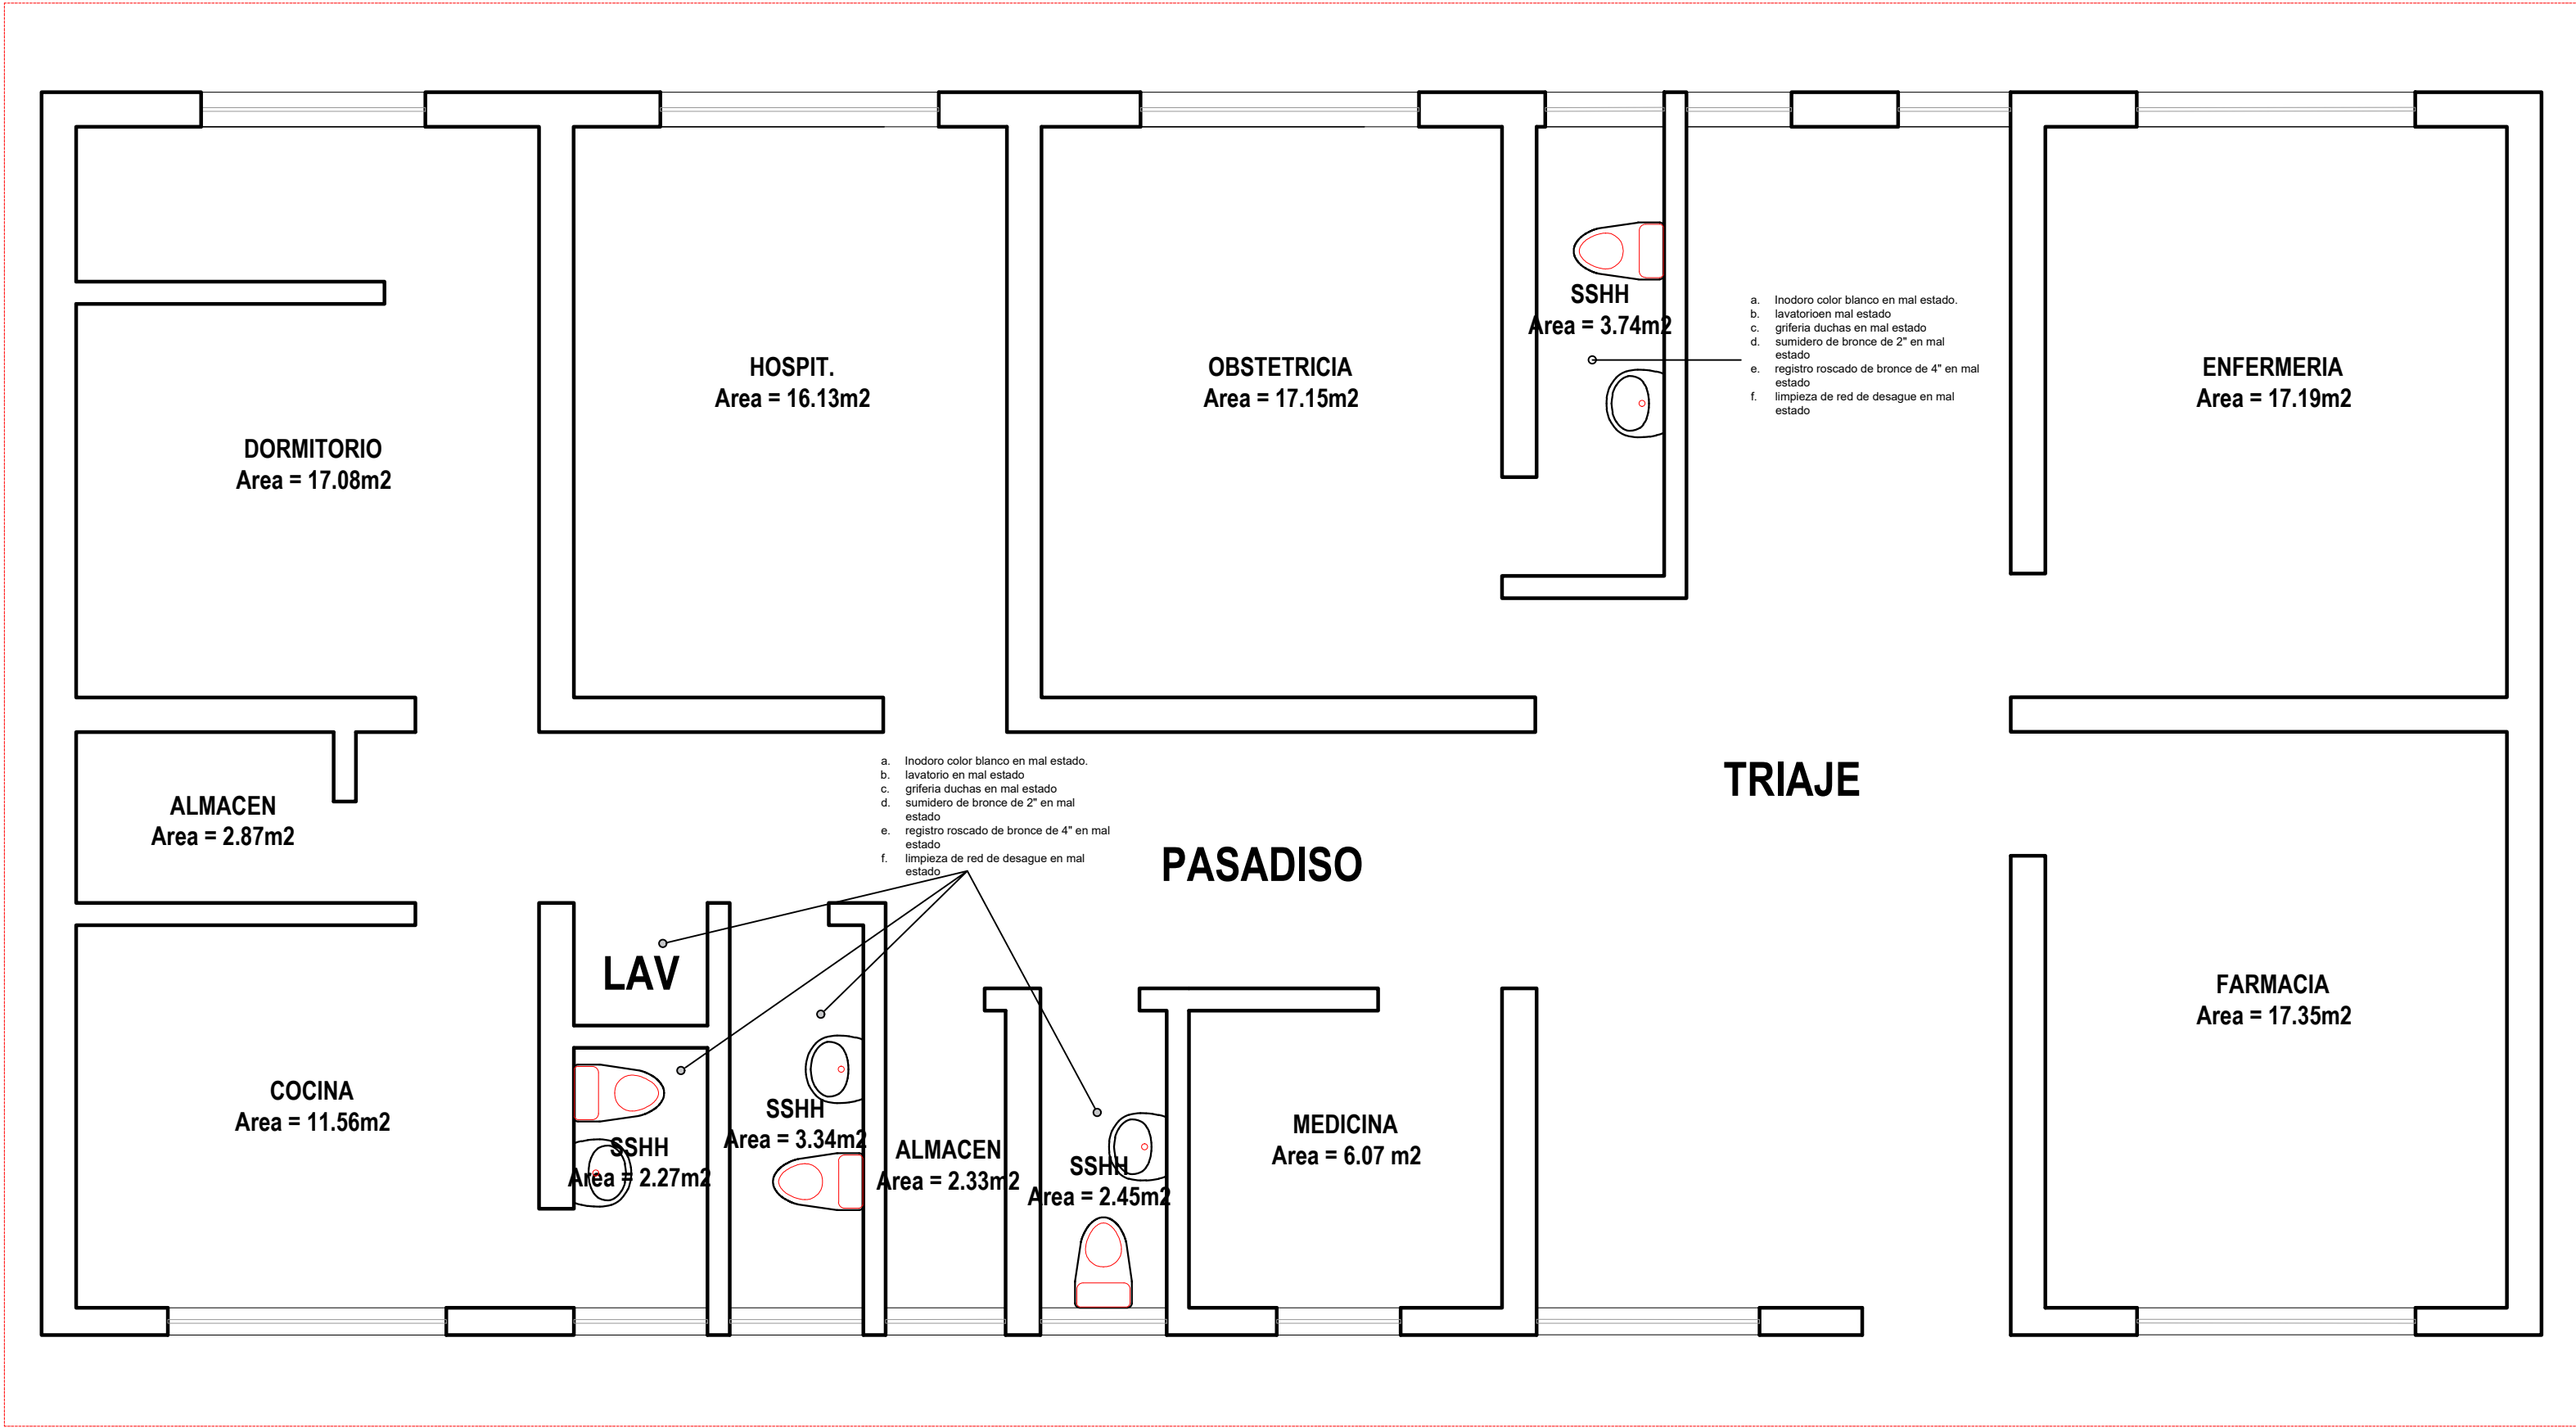 SSHH
Area = 3.74m2
a. Inodoro color blanco en mal estado.
b. lavatorioen mal estado
c. griferia duchas en mal estado
d. sumidero de bronce de 2" en mal
estado
e. registro roscado de bronce de 4" en mal
estado
f. limpieza de red de desague en mal
estado
HOSPIT.
Area = 16.13m2
OBSTETRICIA
Area = 17.15m2
ENFERMERIA
Area = 17.19m2
DORMITORIO
Area = 17.08m2
TRIAJE
a. Inodoro color blanco en mal estado.
b. lavatorio en mal estado
c. griferia duchas en mal estado
d. sumidero de bronce de 2" en mal
estado
e. registro roscado de bronce de 4" en mal
estado
f. limpieza de red de desague en mal
estado
ALMACEN
Area = 2.87m2
PASADISO
LAV
FARMACIA
Area = 17.35m2
COCINA
Area = 11.56m2
SSHH
Area = 2.27m2
SSHH
Area = 3.34m2
ALMACEN
Area = 2.33m2
SSHH
Area = 2.45m2
MEDICINA
Area = 6.07 m2